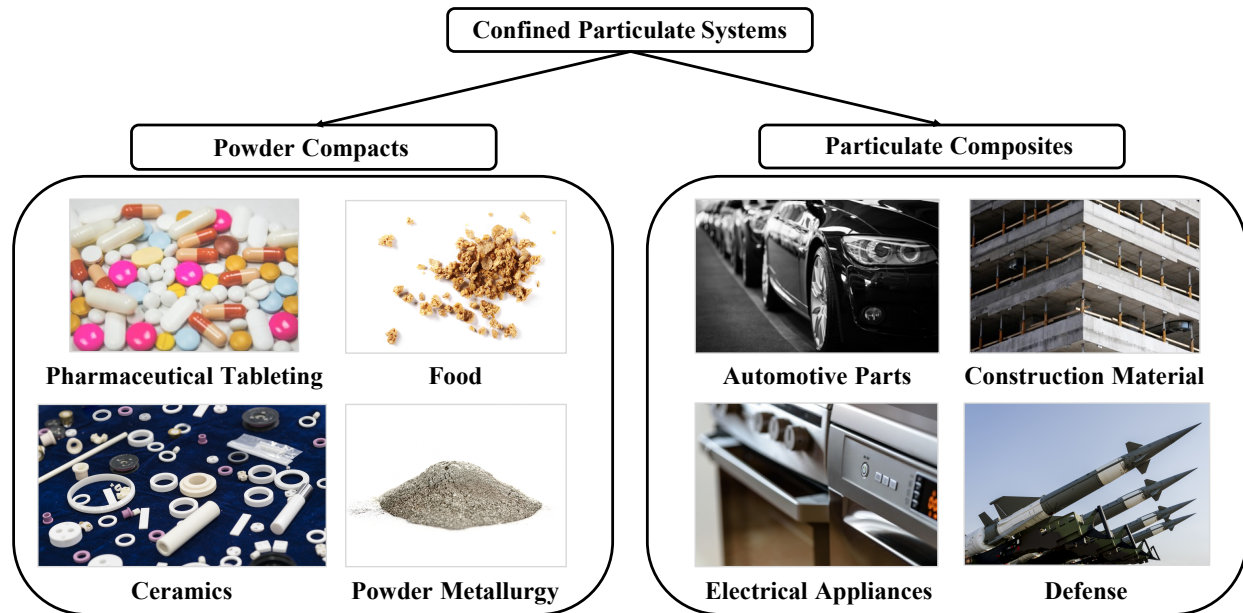 Confined Particulate Systems
Powder Compacts
Particulate Composites
Pharmaceutical Tableting
Food
Ceramics
Powder Metallurgy
Automotive Parts
Construction Material
Electrical Appliances
Defense